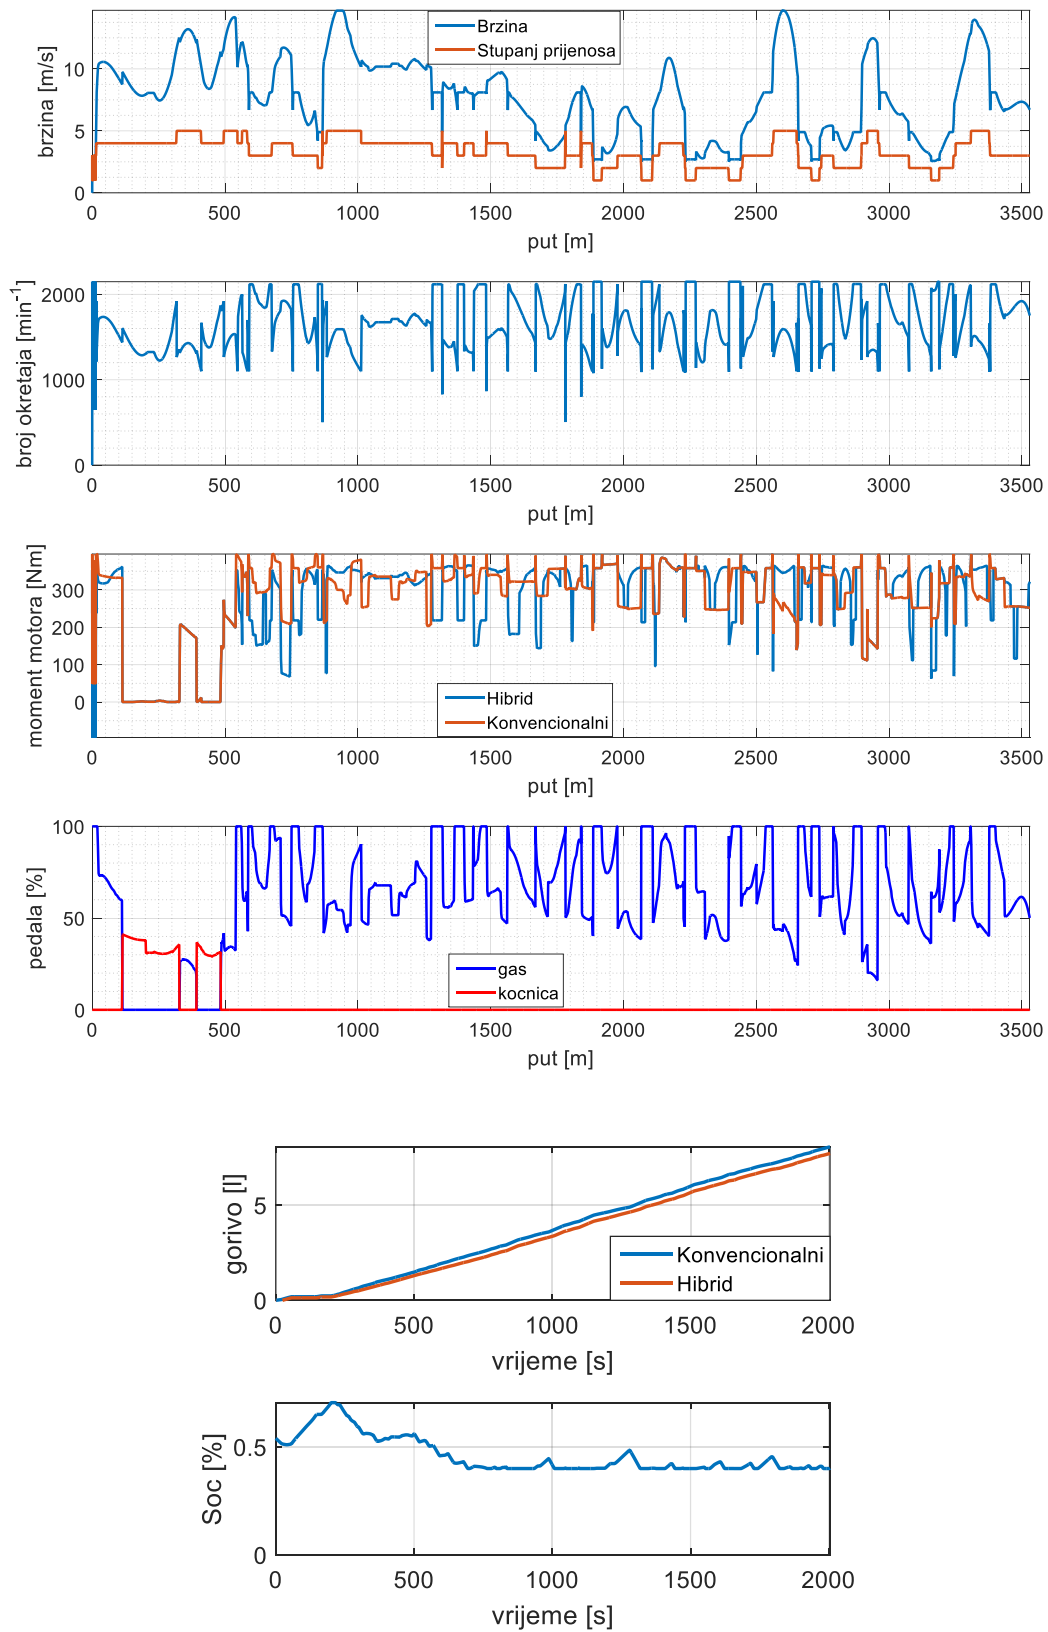 brzina [m/s]
10
5
0
Brzina
Stupanj prijenosa
0 500 1000 1500 2000 2500 3000 3500
put [m]
broj okretaja [min-1]
2000
1000
0
0 500 1000 1500 2000 2500 3000 3500
put [m]
moment motora [Nm]
300
200
100
0
Hibrid
Konvencionalni
0 500 1000 1500 2000 2500 3000 3500
put [m]
pedala [%]
100
50
0
gas
kocnica
0 500 1000 1500 2000 2500 3000 3500
put [m]
gorivo [l]
5
0
Konvencionalni
Hibrid
0 500 1000 1500 2000
vrijeme [s]
Soc [%]
0.5
0
0 500 1000 1500 2000
vrijeme [s]